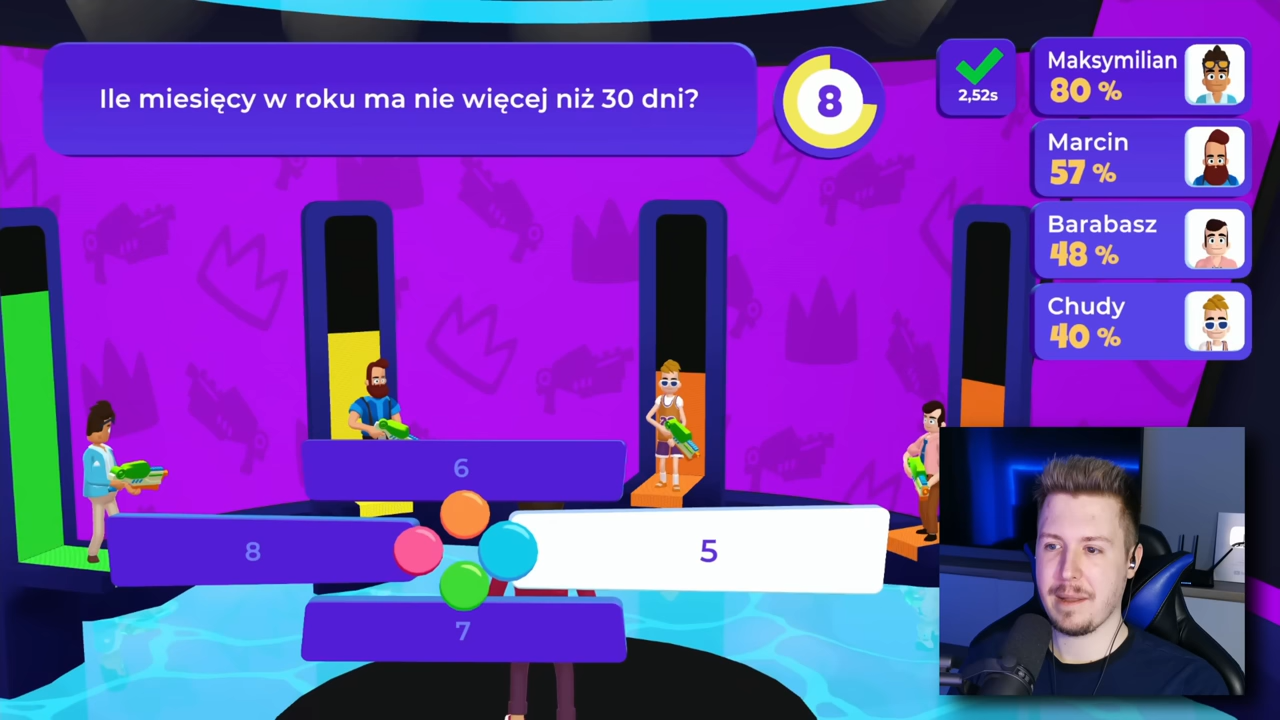 Ile miesięcy w roku ma nie więcej niż 30 dni?
8
2,52s
Maksymilian
80 %
Marcin
57 %
Barabasz
48 %
Chudy
40 %
6
8
5
7